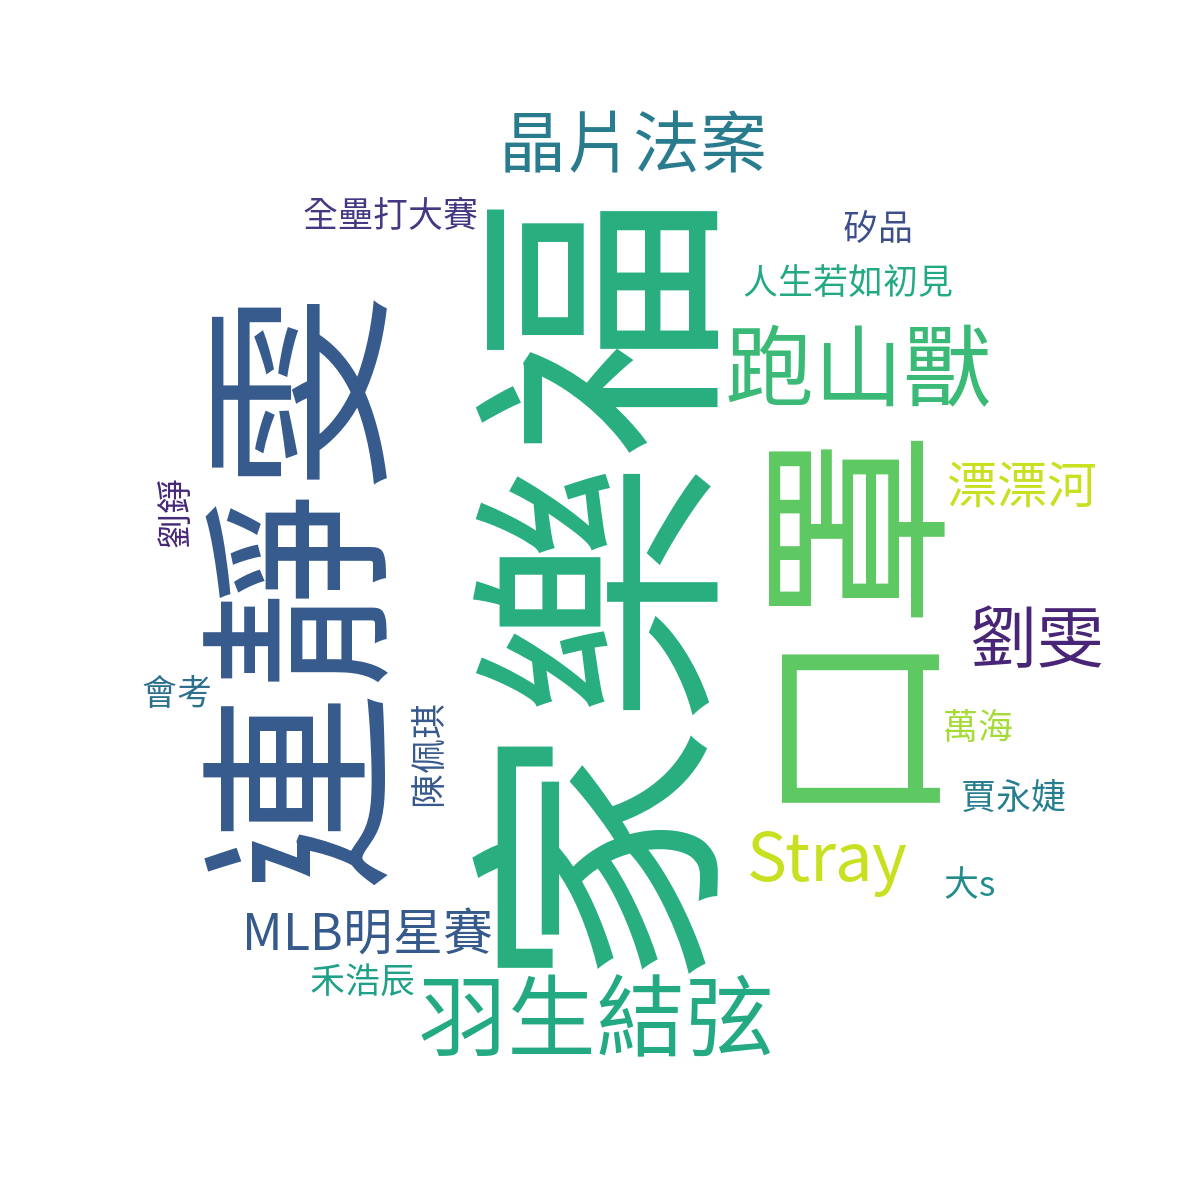 晶片法案
全壘打大賽
矽品
人生若如初見
跑山獸
家樂福
連靜雯
口罩
漂漂河
劉錚
劉雯
會考
陳佩琪
萬海
賈永婕
Stray
大s
MLB明星賽
禾浩辰
羽生結弦